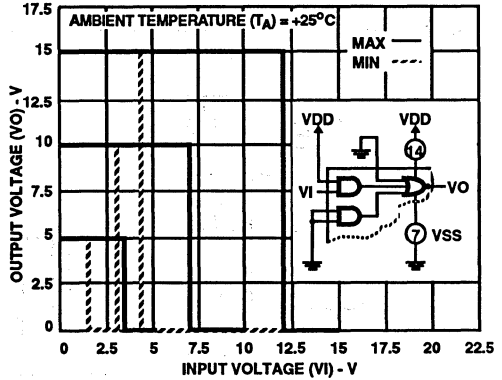 17.5
AMBIENT TEMPERATURE (TA) = +25°C
MAX
MIN
15
12.5
10
7.5
5
2.5
0
OUTPUT VOLTAGE (VO) - V
VDD
VDD
14
VI
VO
7
VSS
0 2.5 5 7.5 10 12.5 15 17.5 20 22.5
INPUT VOLTAGE (VI) - V